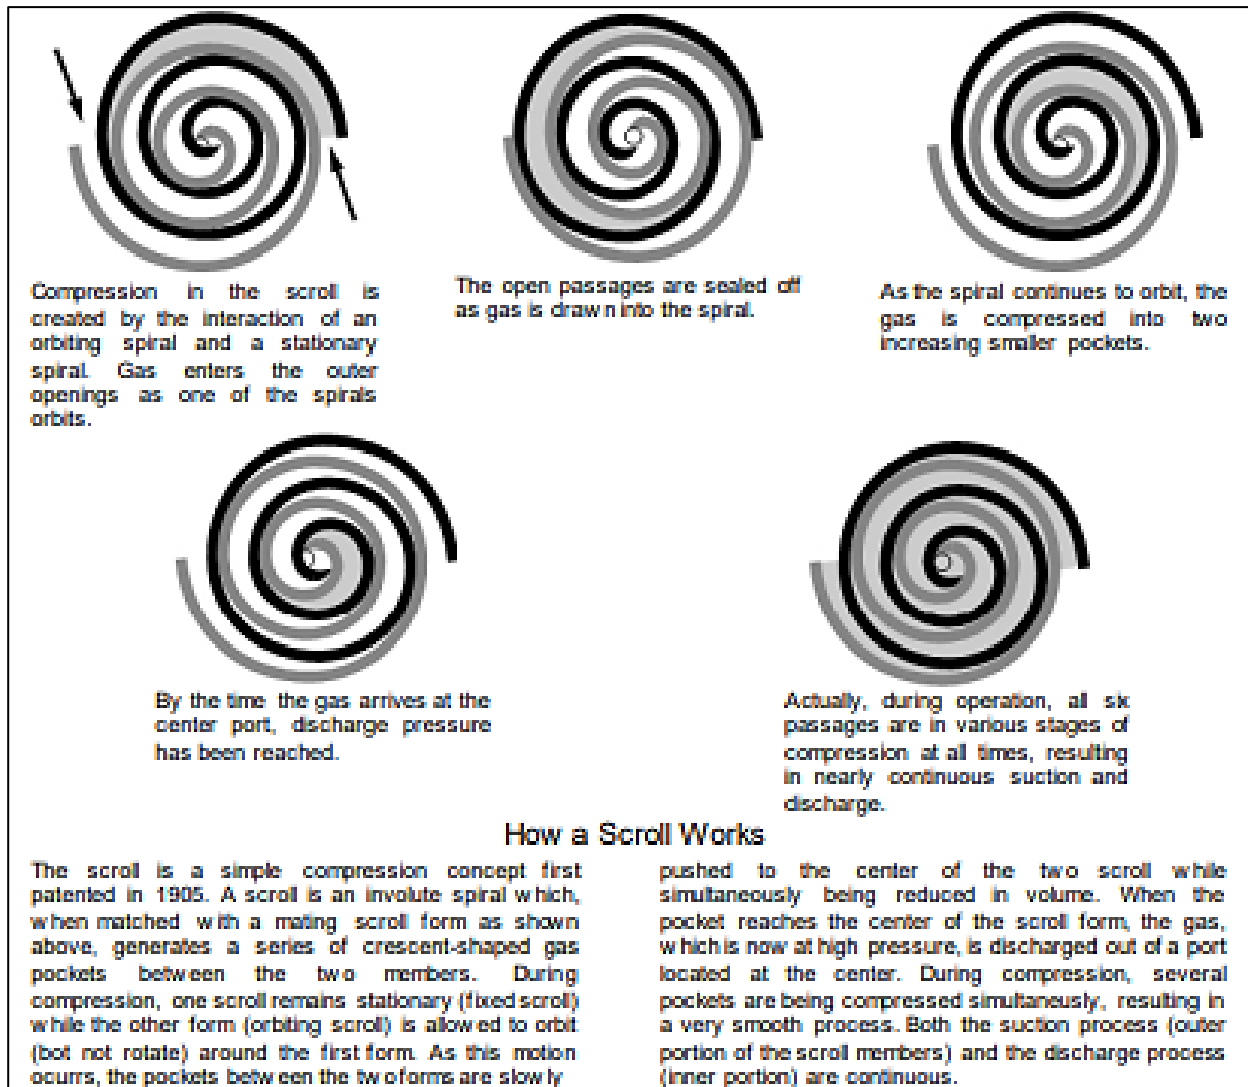 Compression in the scroll is
created by the interaction of an
orbiting spiral and a stationary
spiral. Gas enters the outer
openings as one of the spirals
orbits.
The open passages are sealed off
as gas is drawn into the spiral.
As the spiral continues to orbit, the
gas is compressed into two
increasing smaller pockets.
By the time the gas arrives at the
center port, discharge pressure
has been reached.
Actually, during operation, all six
passages are in various stages of
compression at all times, resulting
in nearly continuous suction and
discharge.
How a Scroll Works
The scroll is a simple compression concept first
patented in 1905. A scroll is an involute spiral which,
when matched with a mating scroll form as shown
above, generates a series of crescent-shaped gas
pockets between the two members. During
compression, one scroll remains stationary (fixed scroll)
while the other form (orbiting scroll) is allowed to orbit
(bot not rotate) around the first form. As this motion
ocurrs, the pockets between the two forms are slowly
pushed to the center of the two scroll while
simultaneously being reduced in volume. When the
pocket reaches the center of the scroll form, the gas,
which is now at high pressure, is discharged out of a port
located at the center. During compression, several
pockets are being compressed simultaneusly, resulting in
a very smooth process. Both the suction process (outer
portion of the scroll members) and the discharge process
(inner portion) are continuous.